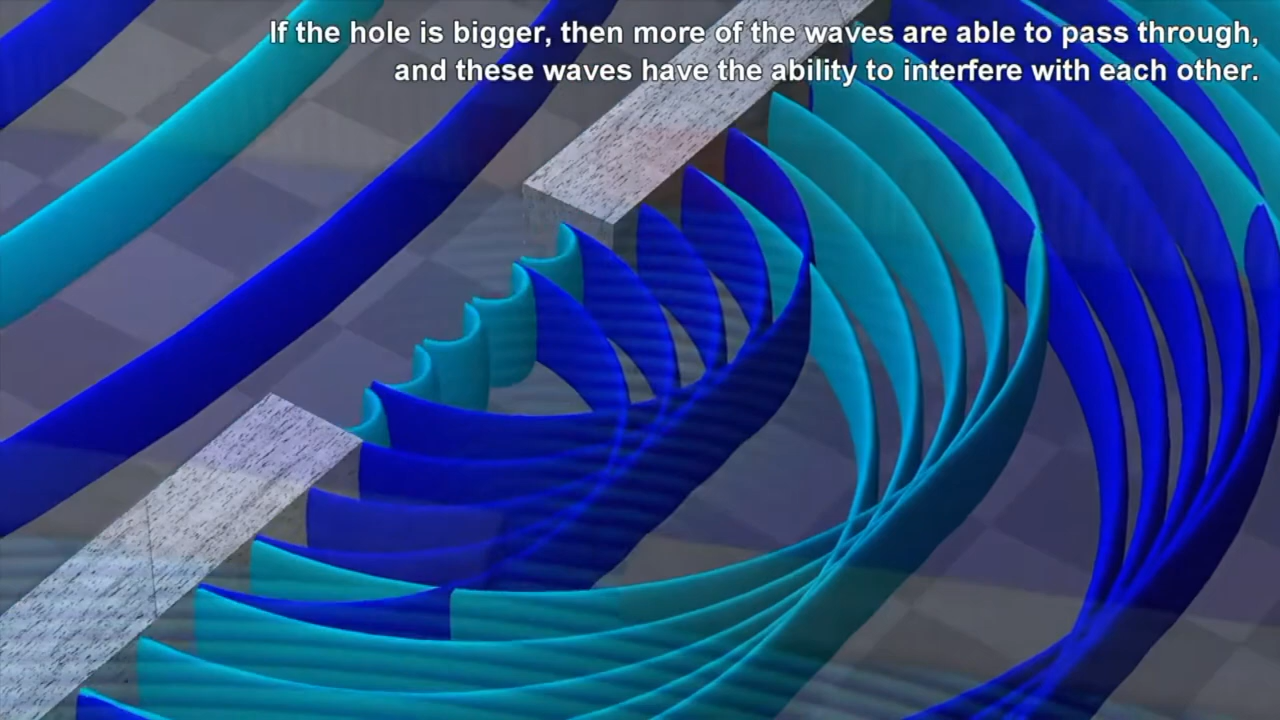 If the hole is bigger, then more of the waves are able to pass through,
and these waves have the ability to interfere with each other.